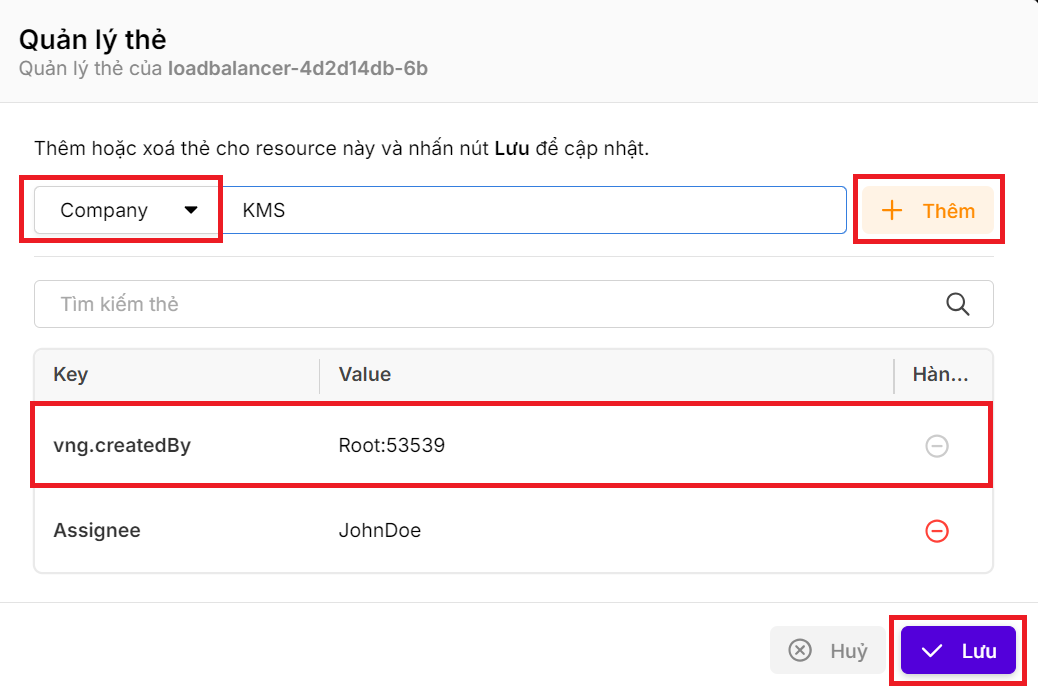 Quản lý thẻ
Quản lý thẻ của loadbalancer-4d2d14db-6b
Thêm hoặc xoá thẻ cho resource này và nhấn nút Lưu để cập nhật.
Company KMS Thêm
Tìm kiếm thẻ
Key Value Hàn...
vng.createdBy Root:53539
Assignee JohnDoe
Huỷ Lưu